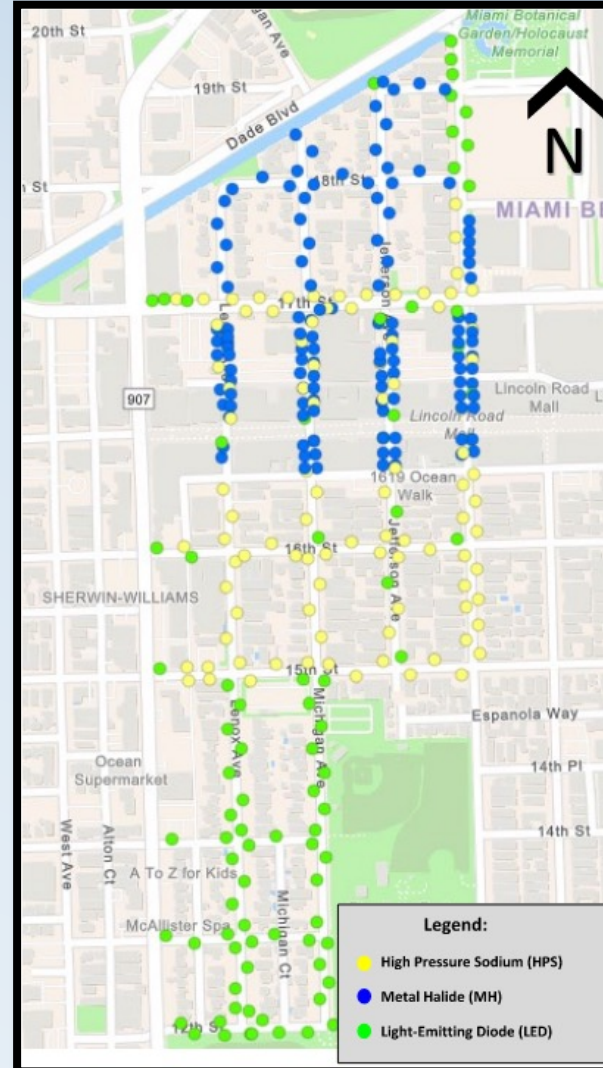 20th St
Miami Botanical
Garden/Holocaust
Memorial
19th St
Dade Blvd
N
18th St
MIAMI BE
17th St
907
Lincoln Road
Mall
Lincoln Road
Mall
1619 Ocean
Walk
Jefferson Ave
16th St
SHERWIN-WILLIAMS
15th St
Lenox Ave
Michigan Ave
Espanola Way
Ocean
Supermarket
14th Pl
West Ave
Alton Ct
14th St
A To Z for Kids
Michigan Ct
McAllister Spa
12th St
Legend:
High Pressure Sodium (HPS)
Metal Halide (MH)
Light-Emitting Diode (LED)